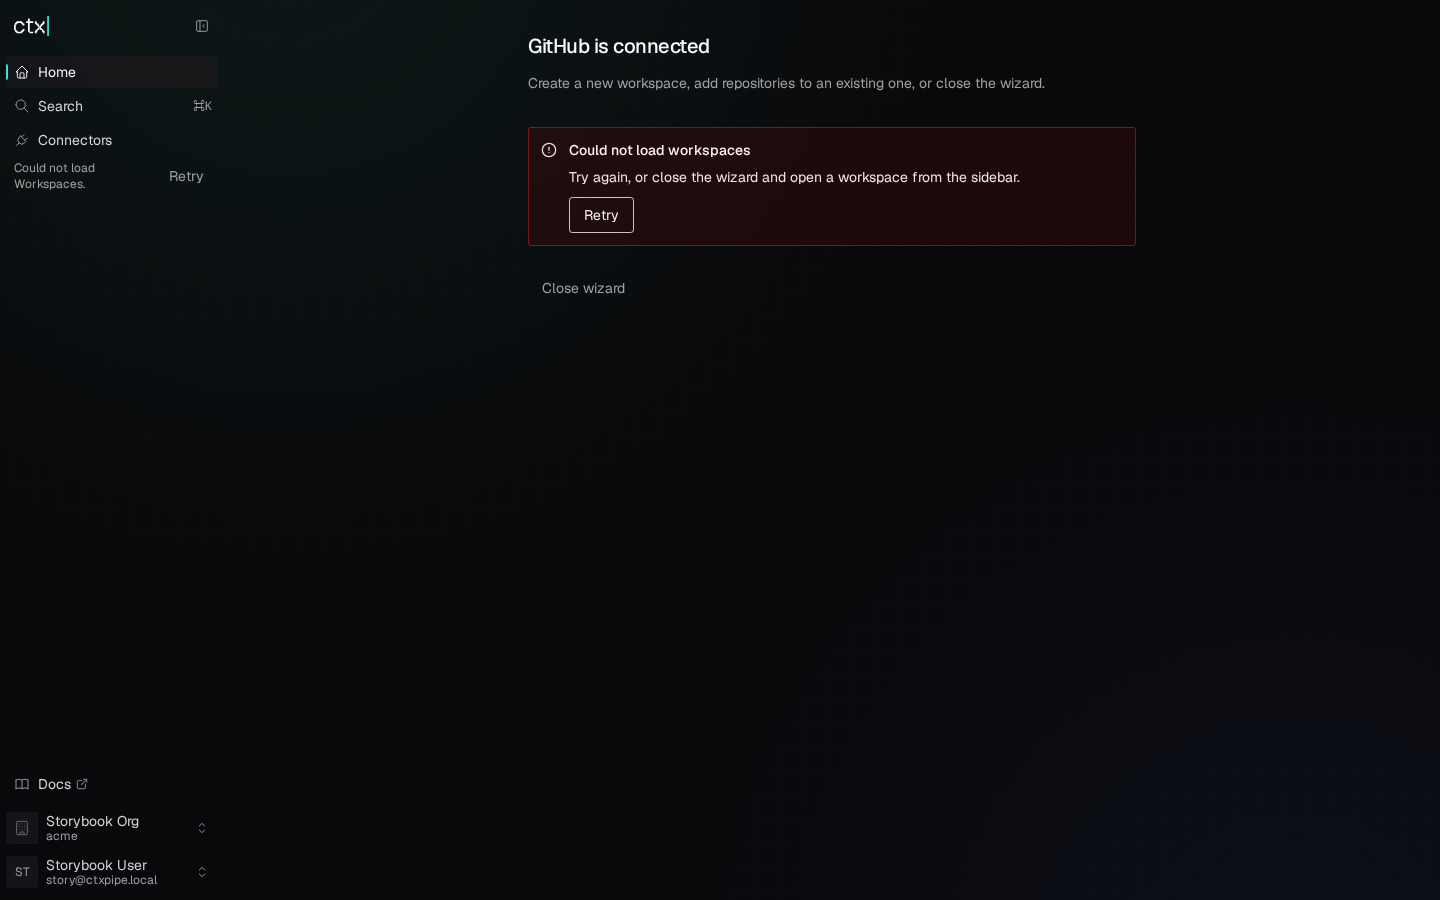 ctx
Home
Search ⌘K
Connectors
Could not load
Workspaces.
Retry
GitHub is connected
Create a new workspace, add repositories to an existing one, or close the wizard.
Could not load workspaces
Try again, or close the wizard and open a workspace from the sidebar.
Retry
Close wizard
Docs
Storybook Org
acme
ST
Storybook User
story@ctxpipe.local